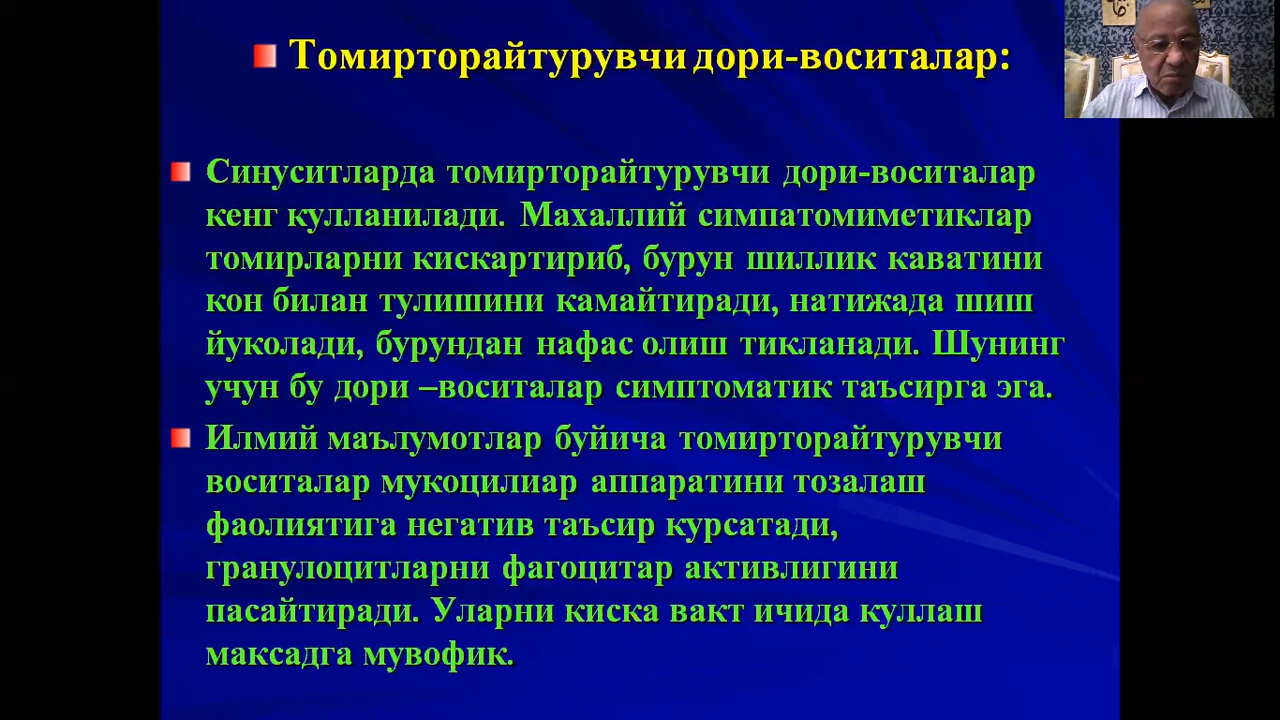 Томирторайтурувчи дори-воситалар:
Синуситларда томирторайтурувчи дори-воситалар
кенг кулланилади. Махаллий симпатомиметиклар
томирларни кискартириб, бурун шиллик каватини
кон билан тулишини камайтиради, натижада шиш
йуколади, бурундан нафас олиш тикланади. Шунинг
учун бу дори –воситалар симптоматик таъсирга эга.
Илмий маълумотлар буйича томирторайтурувчи
воситалар мукоцилиар аппаратини тозалаш
фаолиятига негатив таъсир курсатади,
гранулоцитларни фагоцитар активлигини
пасайтиради. Уларни киска вакт ичида куллаш
максадга мувофик.